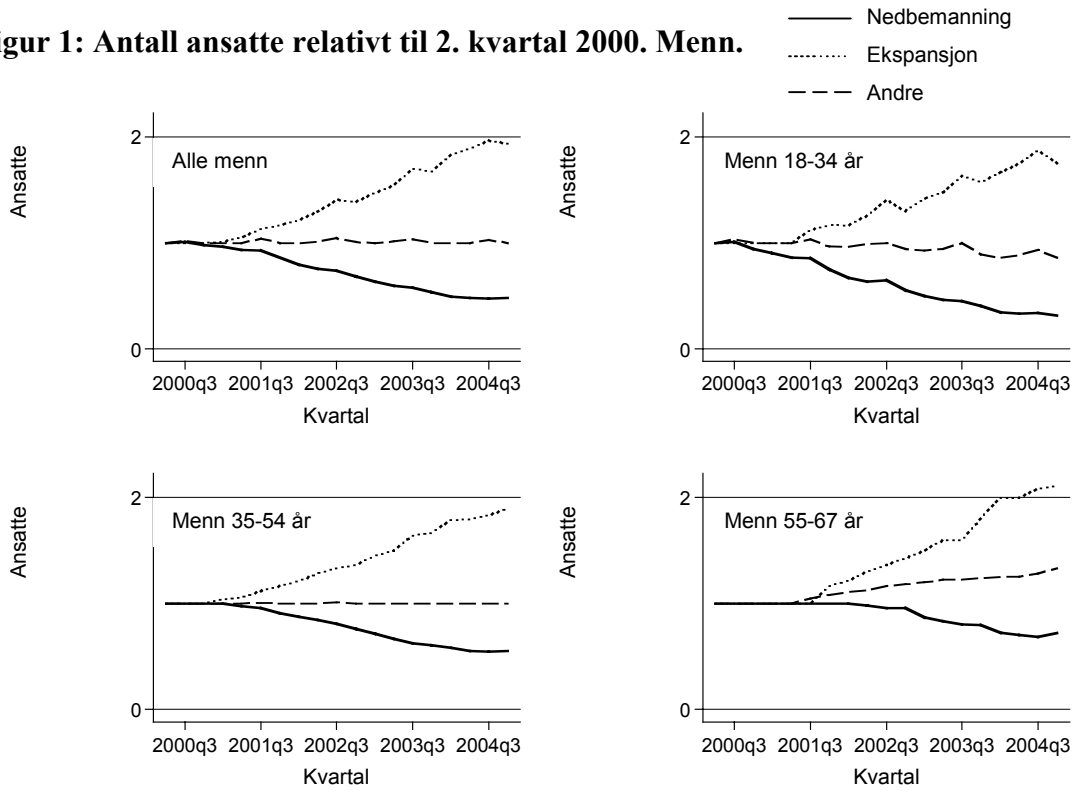 Nedbemanning
igur 1: Antall ansatte relativt til 2. kvartal 2000. Menn.
Ekspansjon
Andre
Ansatte
2
Alle menn
0
2000q3 2001q3 2002q3 2003q3 2004q3
Kvartal
Ansatte
2
Menn 18-34 år
0
2000q3 2001q3 2002q3 2003q3 2004q3
Kvartal
Ansatte
2
Menn 35-54 år
0
2000q3 2001q3 2002q3 2003q3 2004q3
Kvartal
Ansatte
2
Menn 55-67 år
0
2000q3 2001q3 2002q3 2003q3 2004q3
Kvartal